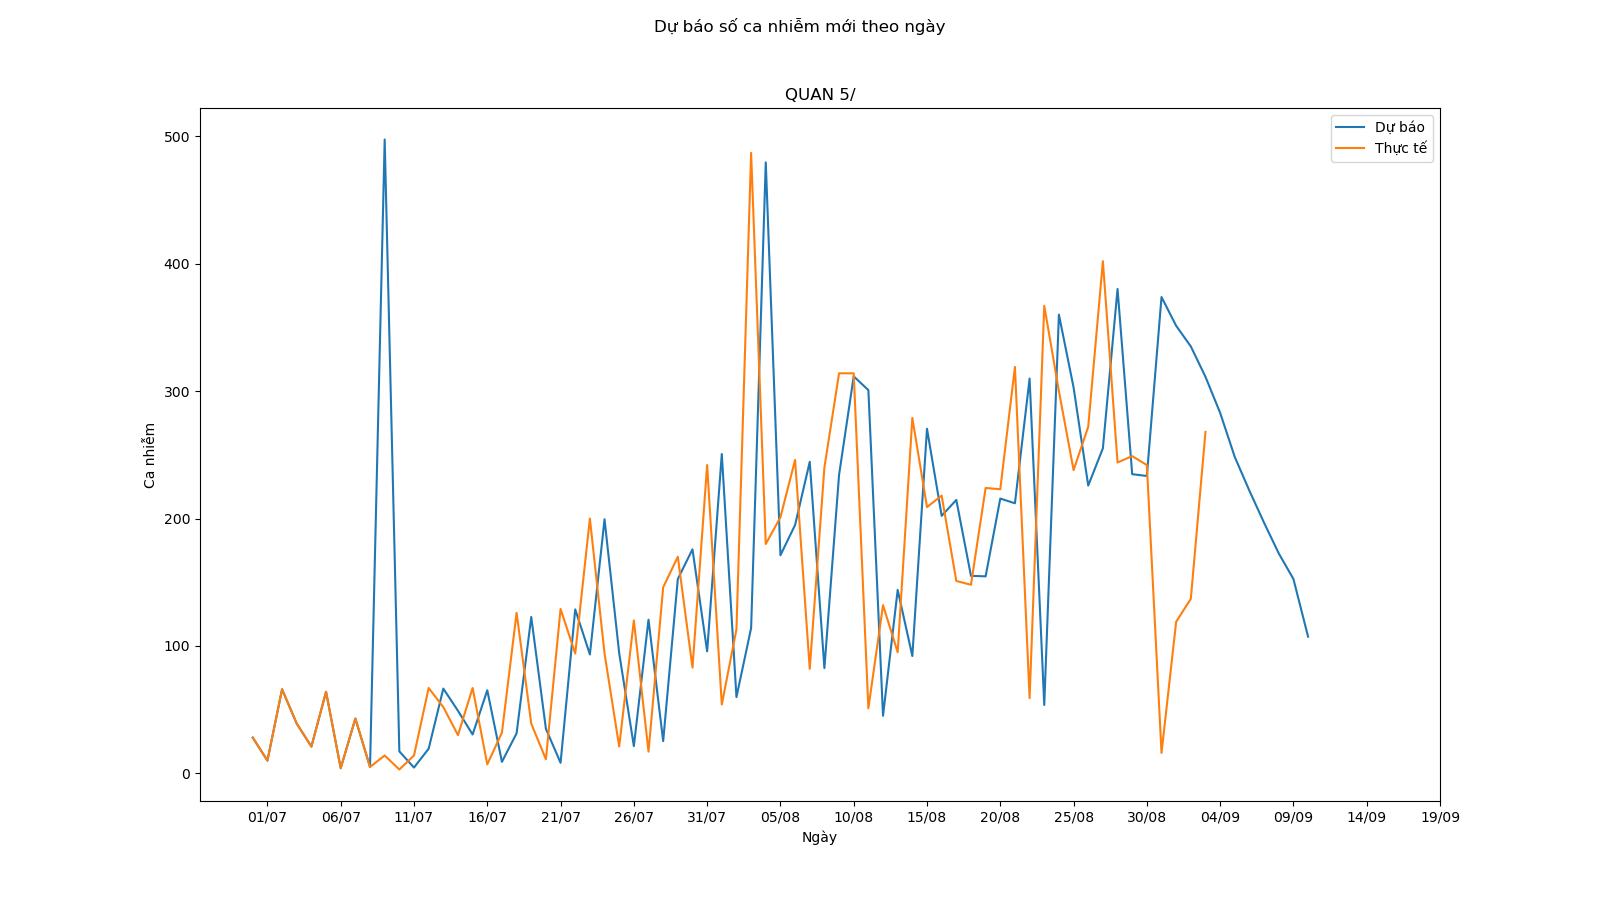 Dự báo số ca nhiễm mới theo ngày
QUAN 5/
Dự báo
Thực tế
500
400
300
200
100
0
Ca nhiễm
01/07 06/07 11/07 16/07 21/07 26/07 31/07 05/08 10/08 15/08 20/08 25/08 30/08 04/09 09/09 14/09 19/09
Ngày